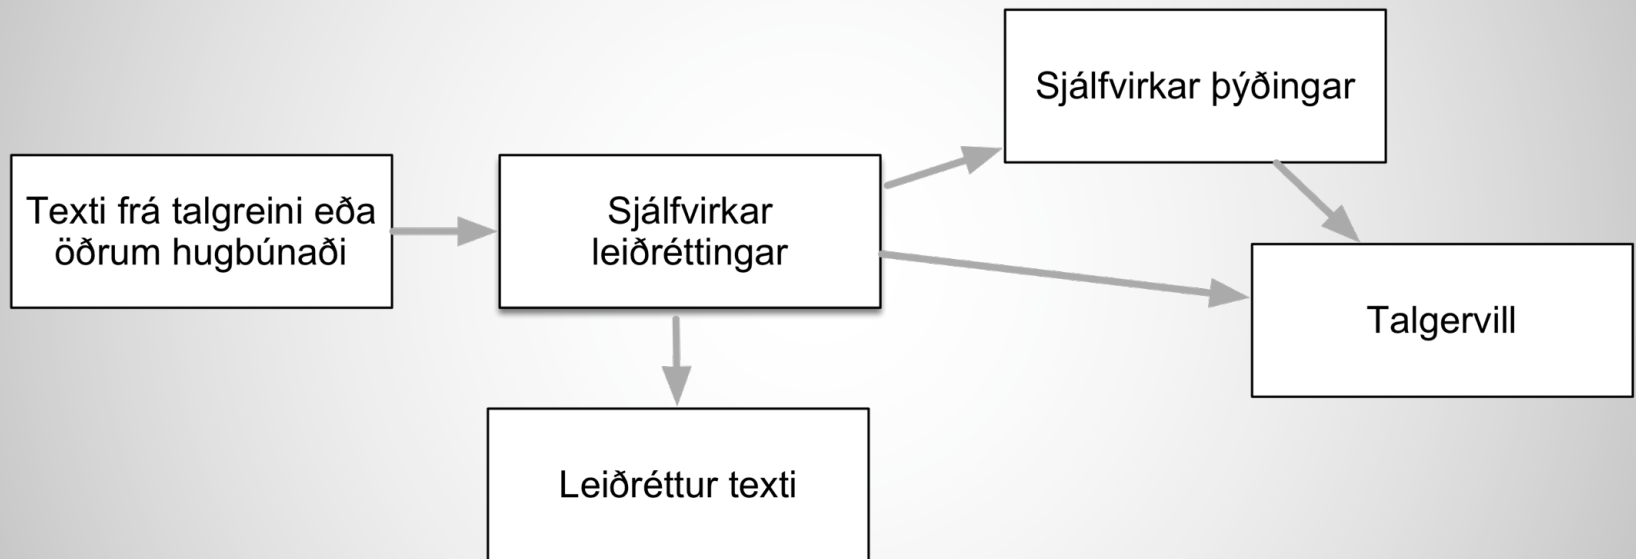 Sjálfvirkar þýðingar
Texti frá talgreini eða
öðrum hugbúnaði
Sjálfvirkar
leiðréttingar
Talgervill
Leiðréttur texti